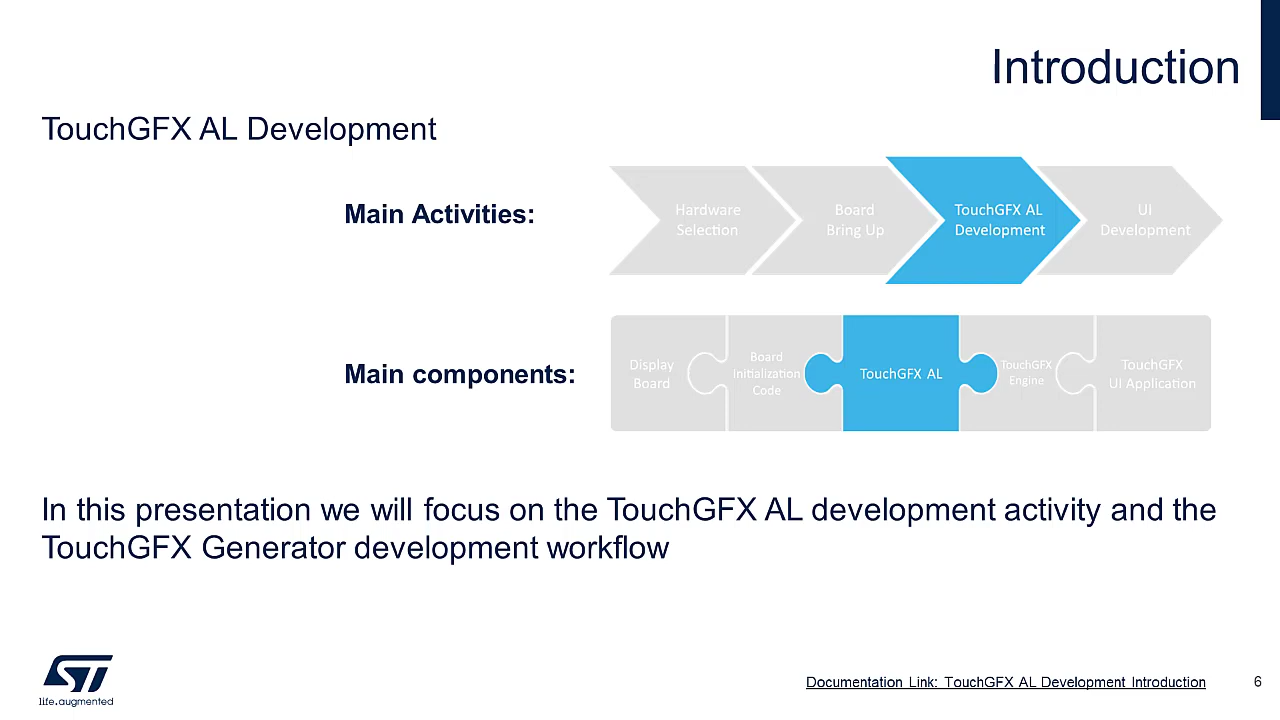 Introduction
TouchGFX AL Development
Main Activities:
Hardware
Selection
Board
Bring Up
TouchGFX AL
Development
UI
Development
Main components:
Display
Board
Board
Initialization
Code
TouchGFX AL
TouchGFX
Engine
TouchGFX
UI Application
In this presentation we will focus on the TouchGFX AL development activity and the
TouchGFX Generator development workflow
ST
life.augmented
Documentation Link: TouchGFX AL Development Introduction
6